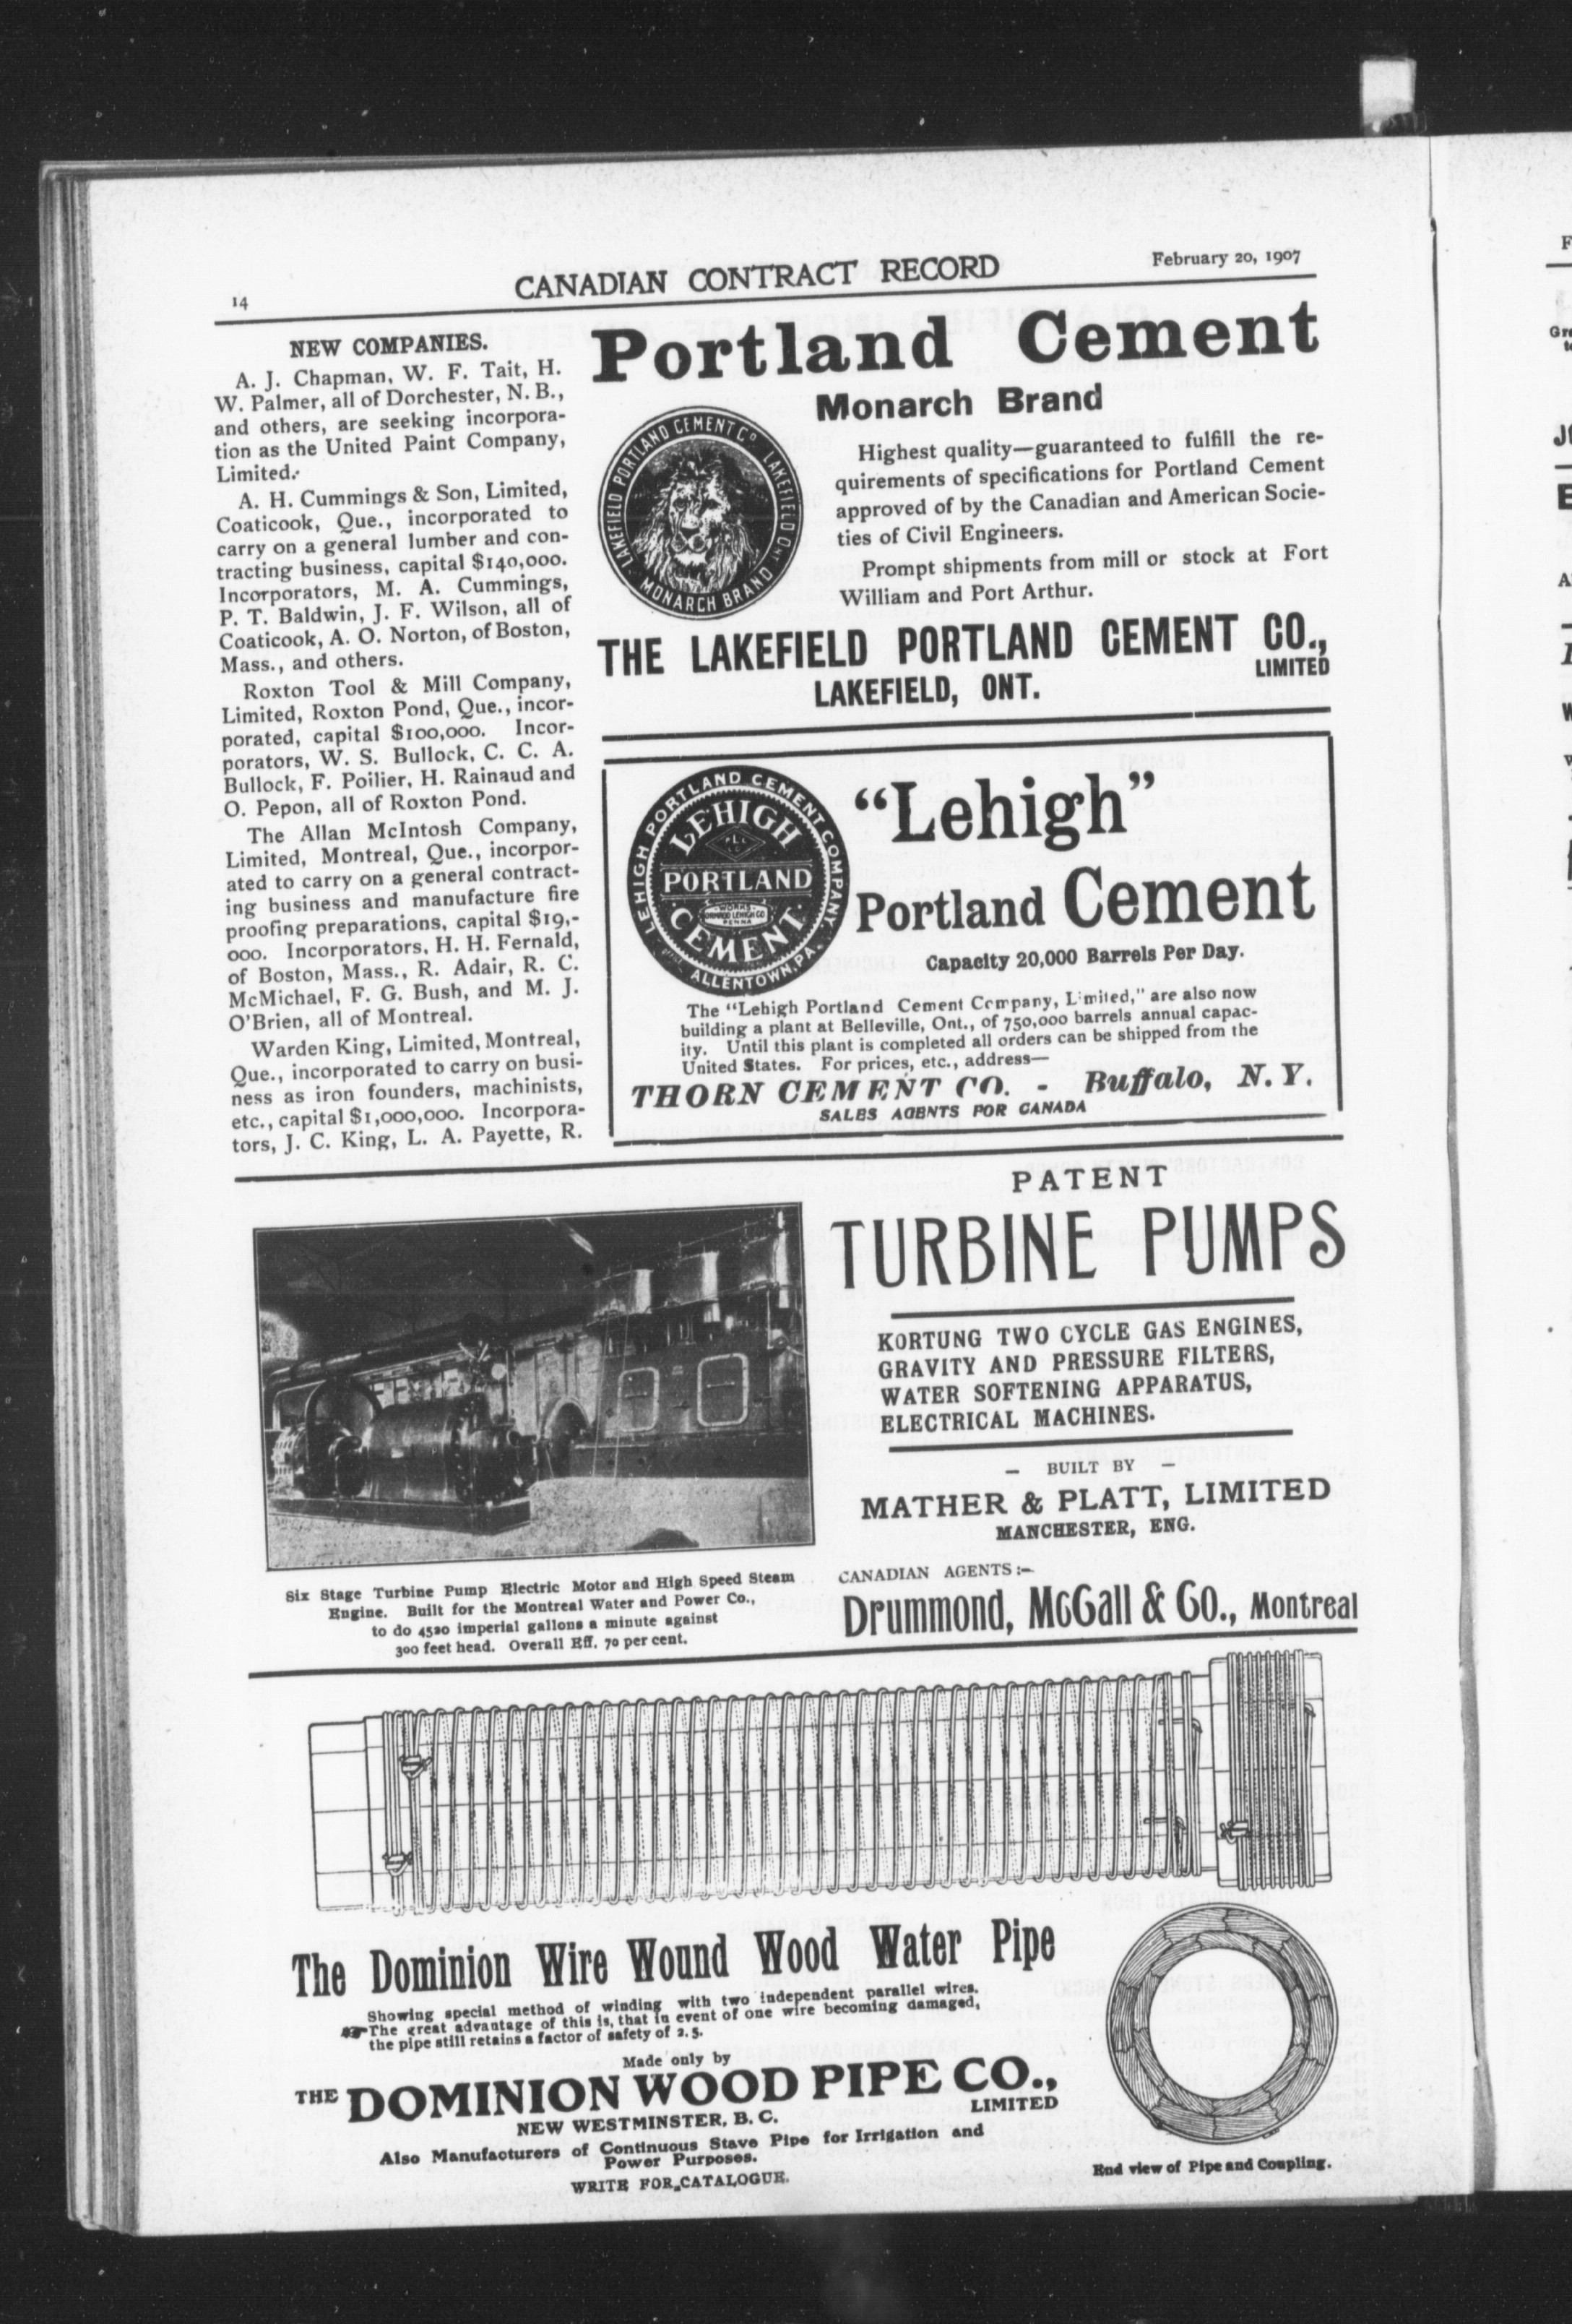 14
CANADIAN CONTRACT RECORD
February 20, 1907
NEW COMPANIES.
A. J. Chapman, W. F. Tait, H.
W. Palmer, all of Dorchester, N. B.,
and others, are seeking incorpora-
tion as the United Paint Company,
Limited.
A. H. Cummings & Son, Limited,
Coaticook, Que., incorporated to
carry on a general lumber and con-
tracting business, capital $140,000.
Incorporators, M. A. Cummings,
P. T. Baldwin, J. F. Wilson, all of
Coaticook, A. O. Norton, of Boston,
Mass., and others.
Roxton Tool & Mill Company,
Limited, Roxton Pond, Que., incor-
porated, capital $100,000. Incor-
porators, W. S. Bullock, C. C. A.
Bullock, F. Poilier, H. Rainaud and
O. Pepon, all of Roxton Pond.
The Allan McIntosh Company,
Limited, Montreal, Que., incorpor-
ated to carry on a general contract-
ing business and manufacture fire
proofing preparations, capital $19,-
000. Incorporators, H. H. Fernald,
of Boston, Mass., R. Adair, R. C.
McMichael, F. G. Bush, and M. J.
O'Brien, all of Montreal.
Warden King, Limited, Montreal,
Que., incorporated to carry on busi-
ness as iron founders, machinists,
etc., capital $1,000,000. Incorpora-
tors, J. C. King, L. A. Payette, R.
Portland Cement
Monarch Brand
LAKEFIELD PORTLAND CEMENT CO LAKEFIELD ONT
MONARCH BRAND
Highest quality—guaranteed to fulfill the re-
quirements of specifications for Portland Cement
approved of by the Canadian and American Socie-
ties of Civil Engineers.
Prompt shipments from mill or stock at Fort
William and Port Arthur.
THE LAKEFIELD PORTLAND CEMENT CO.,
LIMITED
LAKEFIELD, ONT.
LEHIGH PORTLAND CEMENT COMPANY.
LEHIGH
PORTLAND
WORKS
PENNA
CEMENT
ALLENTOWN, PA.
"Lehigh"
Portland Cement
Capacity 20,000 Barrels Per Day.
The "Lehigh Portland Cement Company, Limited," are also now
building a plant at Belleville, Ont., of 750,000 barrels annual capac-
ity. Until this plant is completed all orders can be shipped from the
United States. For prices, etc., address—
THORN CEMENT CO. - Buffalo, N. Y.
SALES AGENTS FOR CANADA
PATENT
TURBINE PUMPS
KORTUNG TWO CYCLE GAS ENGINES,
GRAVITY AND PRESSURE FILTERS,
WATER SOFTENING APPARATUS,
ELECTRICAL MACHINES.
— BUILT BY —
MATHER & PLATT, LIMITED
MANCHESTER, ENG.
CANADIAN AGENTS:—
Drummond, McCall & Co., Montreal
Six Stage Turbine Pump Electric Motor and High Speed Steam
Engine. Built for the Montreal Water and Power Co.,
to do 4520 imperial gallons a minute against
300 feet head. Overall Eff. 70 per cent.
The Dominion Wire Wound Wood Water Pipe
Showing special method of winding with two independent parallel wires.
☞The great advantage of this is, that in event of one wire becoming damaged,
the pipe still retains a factor of safety of 2.5.
Made only by
THE DOMINION WOOD PIPE CO.,
LIMITED
NEW WESTMINSTER, B. C.
Also Manufacturers of Continuous Stave Pipe for Irrigation and
Power Purposes.
WRITE FOR CATALOGUE.
End view of Pipe and Coupling.